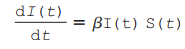 dI(t)/dt = βI(t) S(t)